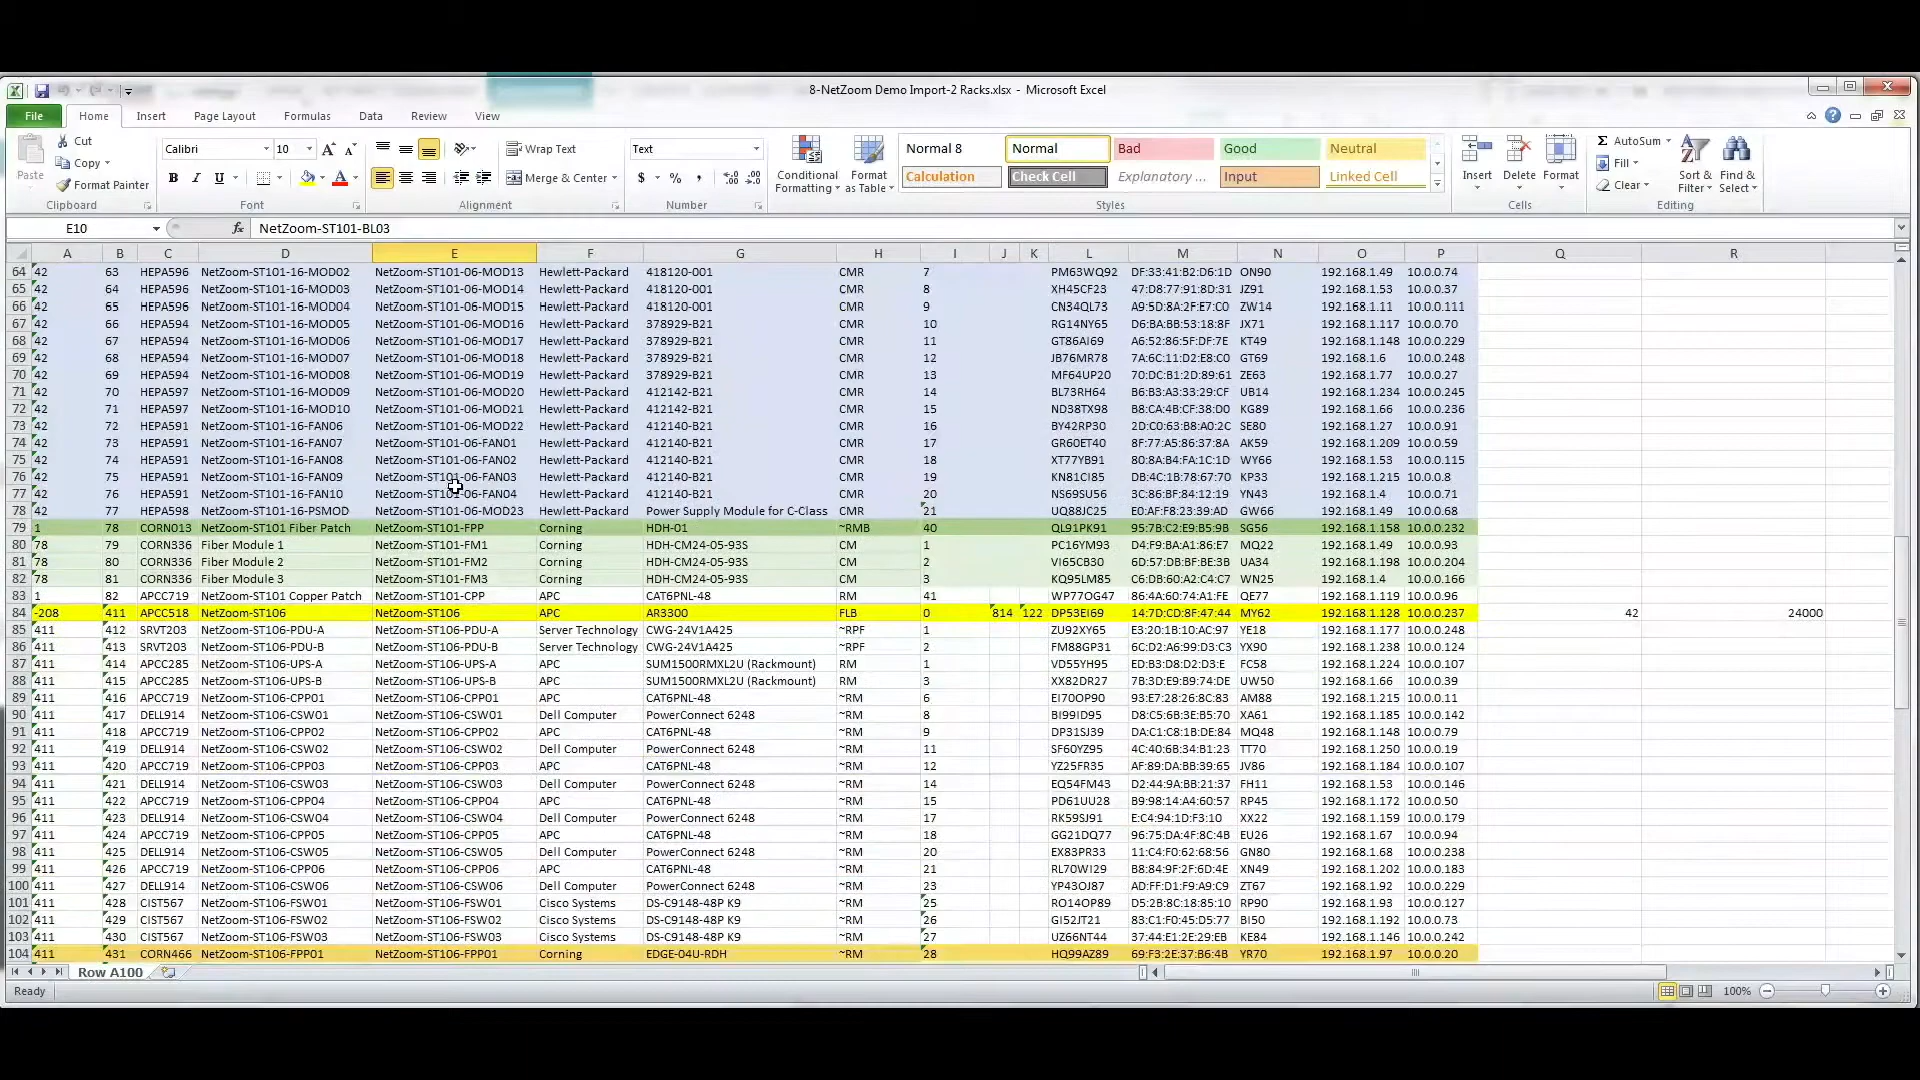 8-NetZoom Demo Import-2 Racks.xlsx - Microsoft Excel
File Home Insert Page Layout Formulas Data Review View
Paste
Cut
Copy
Format Painter
Clipboard
Calibri 10
A A
B I U
A
Font
Wrap Text
Merge & Center
Alignment
Text
$ % ,
Number
Conditional Formatting
Format as Table
Normal 8 Normal Bad Good Neutral
Calculation Check Cell Explanatory ... Input Linked Cell
Styles
Insert Delete Format
Cells
AutoSum
Fill
Clear
Sort & Filter
Find & Select
Editing
E10 fx NetZoom-ST101-BL03
A B C D E F G H I J K L M N O P Q R
64 42 63 HEPA596 NetZoom-ST101-16-MOD02 NetZoom-ST101-06-MOD13 Hewlett-Packard 418120-001 CMR 7 PM63WQ92 DF:33:41:B2:D6:1D ON90 192.168.1.49 10.0.0.74
65 42 64 HEPA596 NetZoom-ST101-16-MOD03 NetZoom-ST101-06-MOD14 Hewlett-Packard 418120-001 CMR 8 XH45CF23 47:D8:77:91:8D:31 JZ91 192.168.1.53 10.0.0.37
66 42 65 HEPA596 NetZoom-ST101-16-MOD04 NetZoom-ST101-06-MOD15 Hewlett-Packard 418120-001 CMR 9 CN34QL73 A9:5D:8A:2F:E7:C0 ZW14 192.168.1.11 10.0.0.111
67 42 66 HEPA594 NetZoom-ST101-16-MOD05 NetZoom-ST101-06-MOD16 Hewlett-Packard 378929-B21 CMR 10 RG14NY65 D6:BA:BB:53:18:8F JX71 192.168.1.117 10.0.0.70
68 42 67 HEPA594 NetZoom-ST101-16-MOD06 NetZoom-ST101-06-MOD17 Hewlett-Packard 378929-B21 CMR 11 GT86AI69 A6:52:86:5F:DF:7E KT49 192.168.1.148 10.0.0.229
69 42 68 HEPA594 NetZoom-ST101-16-MOD07 NetZoom-ST101-06-MOD18 Hewlett-Packard 378929-B21 CMR 12 JB76MR78 7A:6C:11:D2:E8:C0 GT69 192.168.1.6 10.0.0.248
70 42 69 HEPA594 NetZoom-ST101-16-MOD08 NetZoom-ST101-06-MOD19 Hewlett-Packard 378929-B21 CMR 13 MF64UP20 70:DC:B1:2D:89:61 ZE63 192.168.1.77 10.0.0.27
71 42 70 HEPA597 NetZoom-ST101-16-MOD09 NetZoom-ST101-06-MOD20 Hewlett-Packard 412142-B21 CMR 14 BL73RH64 B6:B3:A3:33:29:CF UB14 192.168.1.234 10.0.0.245
72 42 71 HEPA597 NetZoom-ST101-16-MOD10 NetZoom-ST101-06-MOD21 Hewlett-Packard 412142-B21 CMR 15 ND38TX98 B8:CA:4B:CF:38:D0 KG89 192.168.1.66 10.0.0.236
73 42 72 HEPA591 NetZoom-ST101-16-FAN06 NetZoom-ST101-06-MOD22 Hewlett-Packard 412140-B21 CMR 16 BY42RP30 2D:C0:63:B8:A0:2C SE80 192.168.1.27 10.0.0.91
74 42 73 HEPA591 NetZoom-ST101-16-FAN07 NetZoom-ST101-06-FAN01 Hewlett-Packard 412140-B21 CMR 17 GR60ET40 8F:77:A5:86:37:8A AK59 192.168.1.209 10.0.0.59
75 42 74 HEPA591 NetZoom-ST101-16-FAN08 NetZoom-ST101-06-FAN02 Hewlett-Packard 412140-B21 CMR 18 XT77YB91 80:8A:B4:FA:1C:1D MW15 192.168.1.53 10.0.0.115
76 42 75 HEPA591 NetZoom-ST101-16-FAN09 NetZoom-ST101-06-FAN03 Hewlett-Packard 412140-B21 CMR 19 KN81CI85 DB:4C:1B:78:67:70 KP33 192.168.1.215 10.0.0.8
77 42 76 HEPA591 NetZoom-ST101-16-FAN10 NetZoom-ST101-06-FAN04 Hewlett-Packard 412140-B21 CMR 20 NS69SU56 3C:86:BF:84:12:19 YN43 192.168.1.4 10.0.0.71
78 42 77 HEPA598 NetZoom-ST101-16-PSMOD NetZoom-ST101-06-MOD23 Hewlett-Packard Power Supply Module for C-Class CMR 21 UQ88JC25 E0:AF:F8:23:39:AD GW66 192.168.1.49 10.0.0.68
79 1 78 CORN013 NetZoom-ST101 Fiber Patch NetZoom-ST101-FPP Corning HDH-01 ~RMB 40 QL91PK91 95:7B:C2:E9:B5:9B SG56 192.168.1.158 10.0.0.232
80 78 79 CORN336 Fiber Module 1 NetZoom-ST101-FM1 Corning HDH-CM24-05-93S CM 1 PC16YM93 D4:F9:BA:A1:86:E7 MQ22 192.168.1.49 10.0.0.93
81 78 80 CORN336 Fiber Module 2 NetZoom-ST101-FM2 Corning HDH-CM24-05-93S CM 2 VI65CB30 6D:57:DB:BF:BE:3B UA34 192.168.1.198 10.0.0.204
82 78 81 CORN336 Fiber Module 3 NetZoom-ST101-FM3 Corning HDH-CM24-05-93S CM 3 KQ95LM85 C6:DB:60:A2:C4:C7 WN25 192.168.1.4 10.0.0.166
83 1 82 APCC719 NetZoom-ST101 Copper Patch NetZoom-ST101-CPP APC CAT6PNL-48 RM 41 WP77OG47 86:4A:60:74:A1:FE QE77 192.168.1.119 10.0.0.96
84 -208 411 APCC518 NetZoom-ST106 NetZoom-ST106 APC AR3300 FLB 0 814 122 DP53EI69 14:7D:CD:8F:47:44 MY62 192.168.1.128 10.0.0.237 42 24000
85 411 412 SRVT203 NetZoom-ST106-PDU-A NetZoom-ST106-PDU-A Server Technology CWG-24V1A425 ~RPF 1 ZU92XY65 E3:20:1B:10:AC:97 YE18 192.168.1.177 10.0.0.248
86 411 413 SRVT203 NetZoom-ST106-PDU-B NetZoom-ST106-PDU-B Server Technology CWG-24V1A425 ~RPF 2 FM88GP31 6C:D2:A6:99:D3:C3 YX90 192.168.1.238 10.0.0.124
87 411 414 APCC285 NetZoom-ST106-UPS-A NetZoom-ST106-UPS-A APC SUM1500RMXL2U (Rackmount) RM 1 VD55YH95 ED:B3:D8:D2:D3:E FC58 192.168.1.224 10.0.0.107
88 411 415 APCC285 NetZoom-ST106-UPS-B NetZoom-ST106-UPS-B APC SUM1500RMXL2U (Rackmount) RM 3 XX82DR27 7B:3D:E9:B9:74:DE UW50 192.168.1.66 10.0.0.39
89 411 416 APCC719 NetZoom-ST106-CPP01 NetZoom-ST106-CPP01 APC CAT6PNL-48 ~RM 6 EI70OP90 93:E7:28:26:8C:83 AM88 192.168.1.215 10.0.0.11
90 411 417 DELL914 NetZoom-ST106-CSW01 NetZoom-ST106-CSW01 Dell Computer PowerConnect 6248 ~RM 8 BI99ID95 D8:C5:6B:3E:B5:70 XA61 192.168.1.185 10.0.0.142
91 411 418 APCC719 NetZoom-ST106-CPP02 NetZoom-ST106-CPP02 APC CAT6PNL-48 ~RM 9 DP31SJ39 DA:C1:C8:1B:DE:84 MQ48 192.168.1.148 10.0.0.79
92 411 419 DELL914 NetZoom-ST106-CSW02 NetZoom-ST106-CSW02 Dell Computer PowerConnect 6248 ~RM 11 SF60YZ95 4C:40:6B:34:B1:23 TT70 192.168.1.250 10.0.0.19
93 411 420 APCC719 NetZoom-ST106-CPP03 NetZoom-ST106-CPP03 APC CAT6PNL-48 ~RM 12 YZ25FR35 AF:89:DA:BB:39:65 JV86 192.168.1.184 10.0.0.107
94 411 421 DELL914 NetZoom-ST106-CSW03 NetZoom-ST106-CSW03 Dell Computer PowerConnect 6248 ~RM 14 EQ54FM43 D2:44:9A:BB:21:37 FH11 192.168.1.53 10.0.0.146
95 411 422 APCC719 NetZoom-ST106-CPP04 NetZoom-ST106-CPP04 APC CAT6PNL-48 ~RM 15 PD61UU28 B9:98:14:A4:60:57 RP45 192.168.1.172 10.0.0.50
96 411 423 DELL914 NetZoom-ST106-CSW04 NetZoom-ST106-CSW04 Dell Computer PowerConnect 6248 ~RM 17 RK59SJ91 E:C4:94:1D:F3:10 XX22 192.168.1.159 10.0.0.179
97 411 424 APCC719 NetZoom-ST106-CPP05 NetZoom-ST106-CPP05 APC CAT6PNL-48 ~RM 18 GG21DQ77 96:75:DA:4F:8C:4B EU26 192.168.1.67 10.0.0.94
98 411 425 DELL914 NetZoom-ST106-CSW05 NetZoom-ST106-CSW05 Dell Computer PowerConnect 6248 ~RM 20 EX83PR33 11:C4:F0:62:68:56 GN80 192.168.1.68 10.0.0.238
99 411 426 APCC719 NetZoom-ST106-CPP06 NetZoom-ST106-CPP06 APC CAT6PNL-48 ~RM 21 RL70WI29 B8:84:9F:2F:6D:4E XN49 192.168.1.202 10.0.0.183
100 411 427 DELL914 NetZoom-ST106-CSW06 NetZoom-ST106-CSW06 Dell Computer PowerConnect 6248 ~RM 23 YP43OJ87 AD:FF:D1:F9:A9:C9 ZT67 192.168.1.92 10.0.0.229
101 411 428 CIST567 NetZoom-ST106-FSW01 NetZoom-ST106-FSW01 Cisco Systems DS-C9148-48P K9 ~RM 25 RO14OP89 D5:2B:8C:18:85:10 RP90 192.168.1.93 10.0.0.127
102 411 429 CIST567 NetZoom-ST106-FSW02 NetZoom-ST106-FSW02 Cisco Systems DS-C9148-48P K9 ~RM 26 GI52JT21 83:C1:F0:45:D5:77 BI50 192.168.1.192 10.0.0.73
103 411 430 CIST567 NetZoom-ST106-FSW03 NetZoom-ST106-FSW03 Cisco Systems DS-C9148-48P K9 ~RM 27 UZ66NT44 37:44:E1:2E:29:EB KE84 192.168.1.146 10.0.0.242
104 411 431 CORN466 NetZoom-ST106-FPP01 NetZoom-ST106-FPP01 Corning EDGE-04U-RDH ~RM 28 HQ99AZ89 69:F3:2E:37:B6:4B YR70 192.168.1.97 10.0.0.20
Row A100
Ready 100%